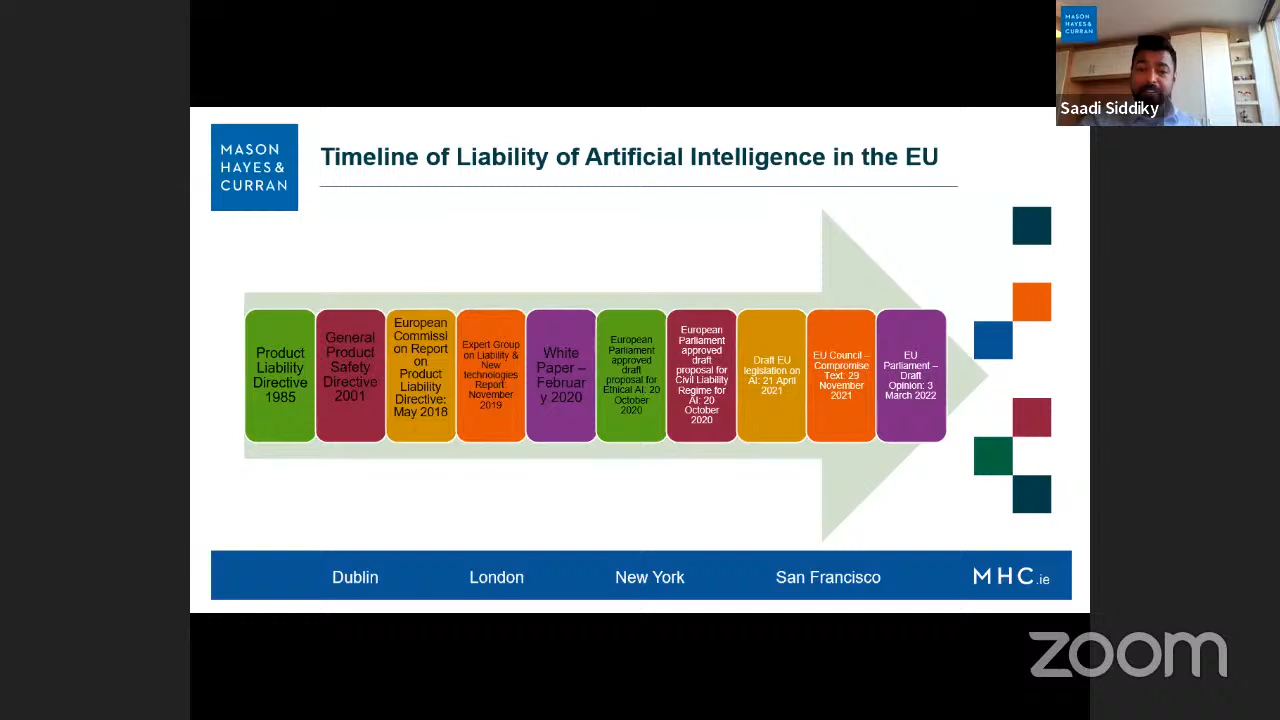 MASON
HAYES &
CURRAN
Saadi Siddiky
MASON
HAYES &
CURRAN
Timeline of Liability of Artificial Intelligence in the EU
Product
Liability
Directive
1985
General
Product
Safety
Directive
2001
European
Commissi
on Report
on
Product
Liability
Directive:
May 2018
Expert Group
on Liability &
New
technologies
Report:
November
2019
White
Paper –
Februar
y 2020
European
Parliament
approved
draft
proposal for
Ethical AI: 20
October
2020
European
Parliament
approved
draft
proposal for
Civil Liability
Regime for
AI: 20
October
2020
Draft EU
legislation on
AI: 21 April
2021
EU Council –
Compromise
Text: 29
November
2021
EU
Parliament –
Draft
Opinion: 3
March 2022
Dublin
London
New York
San Francisco
MHC.ie
zoom